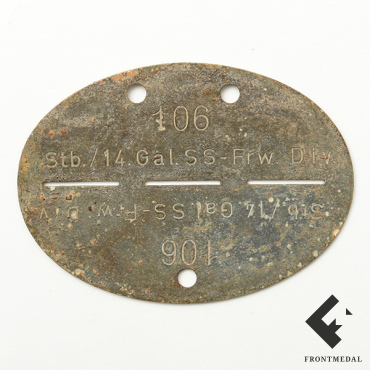 106
Stb./14.Gal.SS-Frw. Div.
Stb./14.Gal.SS-Frw. Div.
106
FRONTMEDAL